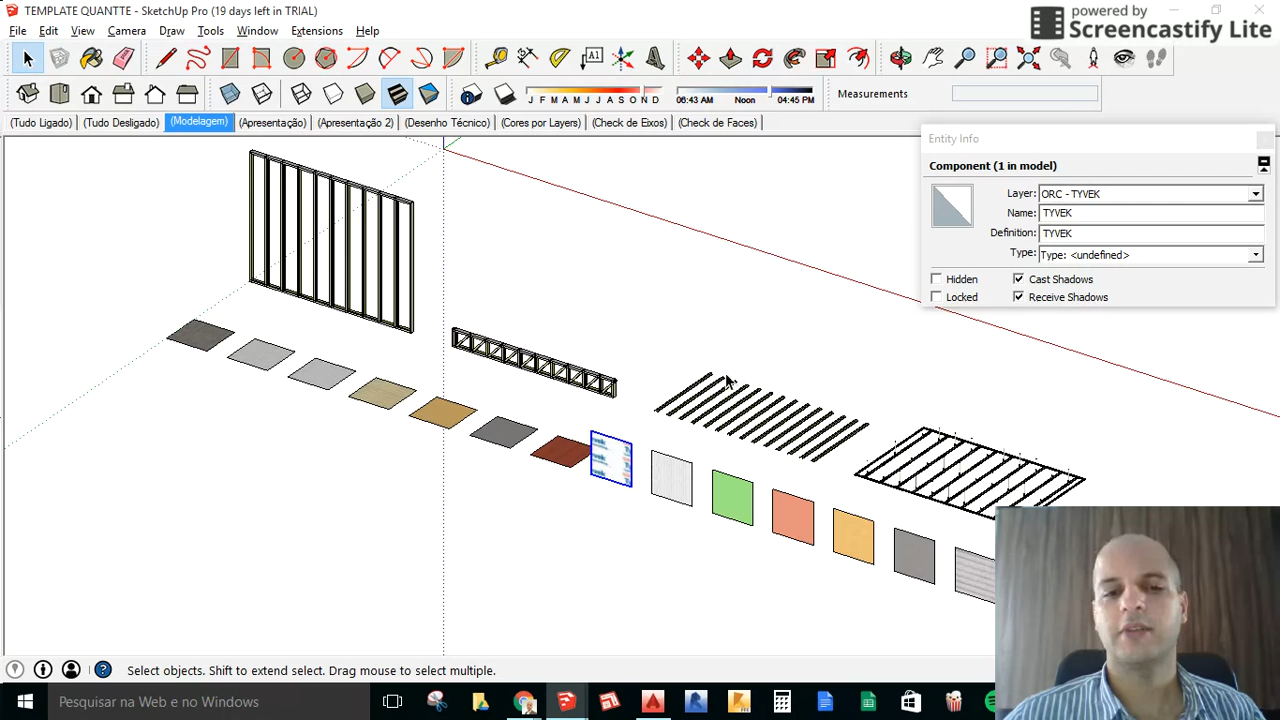 TEMPLATE QUANTTE - SketchUp Pro (19 days left in TRIAL)
powered by
Screencastify Lite
File Edit View Camera Draw Tools Window Extensions Help
A1
J F M A M J J A S O N D
06:43 AM Noon 04:45 PM
Measurements
(Tudo Ligado) (Tudo Desligado) (Modelagem) (Apresentação) (Apresentação 2) (Desenho Técnico) (Cores por Layers) (Check de Eixos) (Check de Faces)
Entity Info
Component (1 in model)
Layer: ORC - TYVEK
Name: TYVEK
Definition: TYVEK
Type: Type: <undefined>
Hidden Cast Shadows
Locked Receive Shadows
Select objects. Shift to extend select. Drag mouse to select multiple.
Pesquisar na Web e no Windows